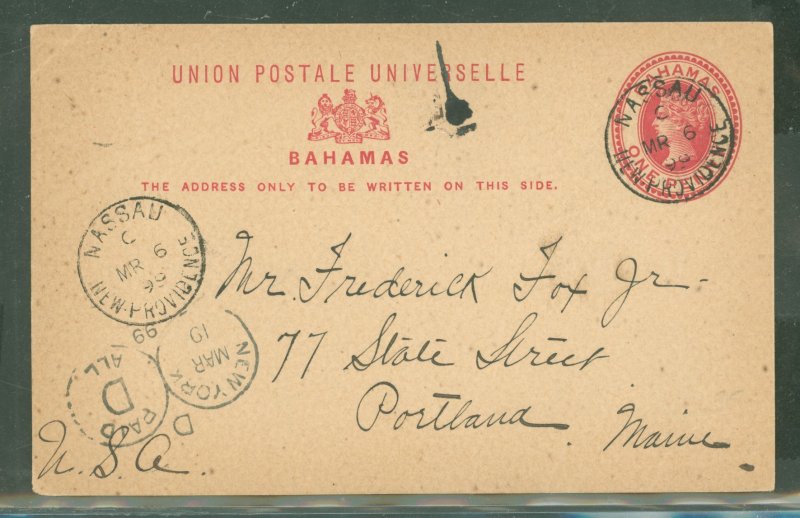 UNION POSTALE UNIVERSELLE
BAHAMAS
THE ADDRESS ONLY TO BE WRITTEN ON THIS SIDE.
BAHAMAS
ONE
NASSAU
C
MR 6
99
NEW-PROVIDENCE
NASSAU
C
MR 6
99
NEW-PROVIDENCE
Mr. Frederick Fox Jr.
77 State Street
Portland
Maine
U.S.A.
NEW YORK
MAR
D
99
PAID
ALL
D